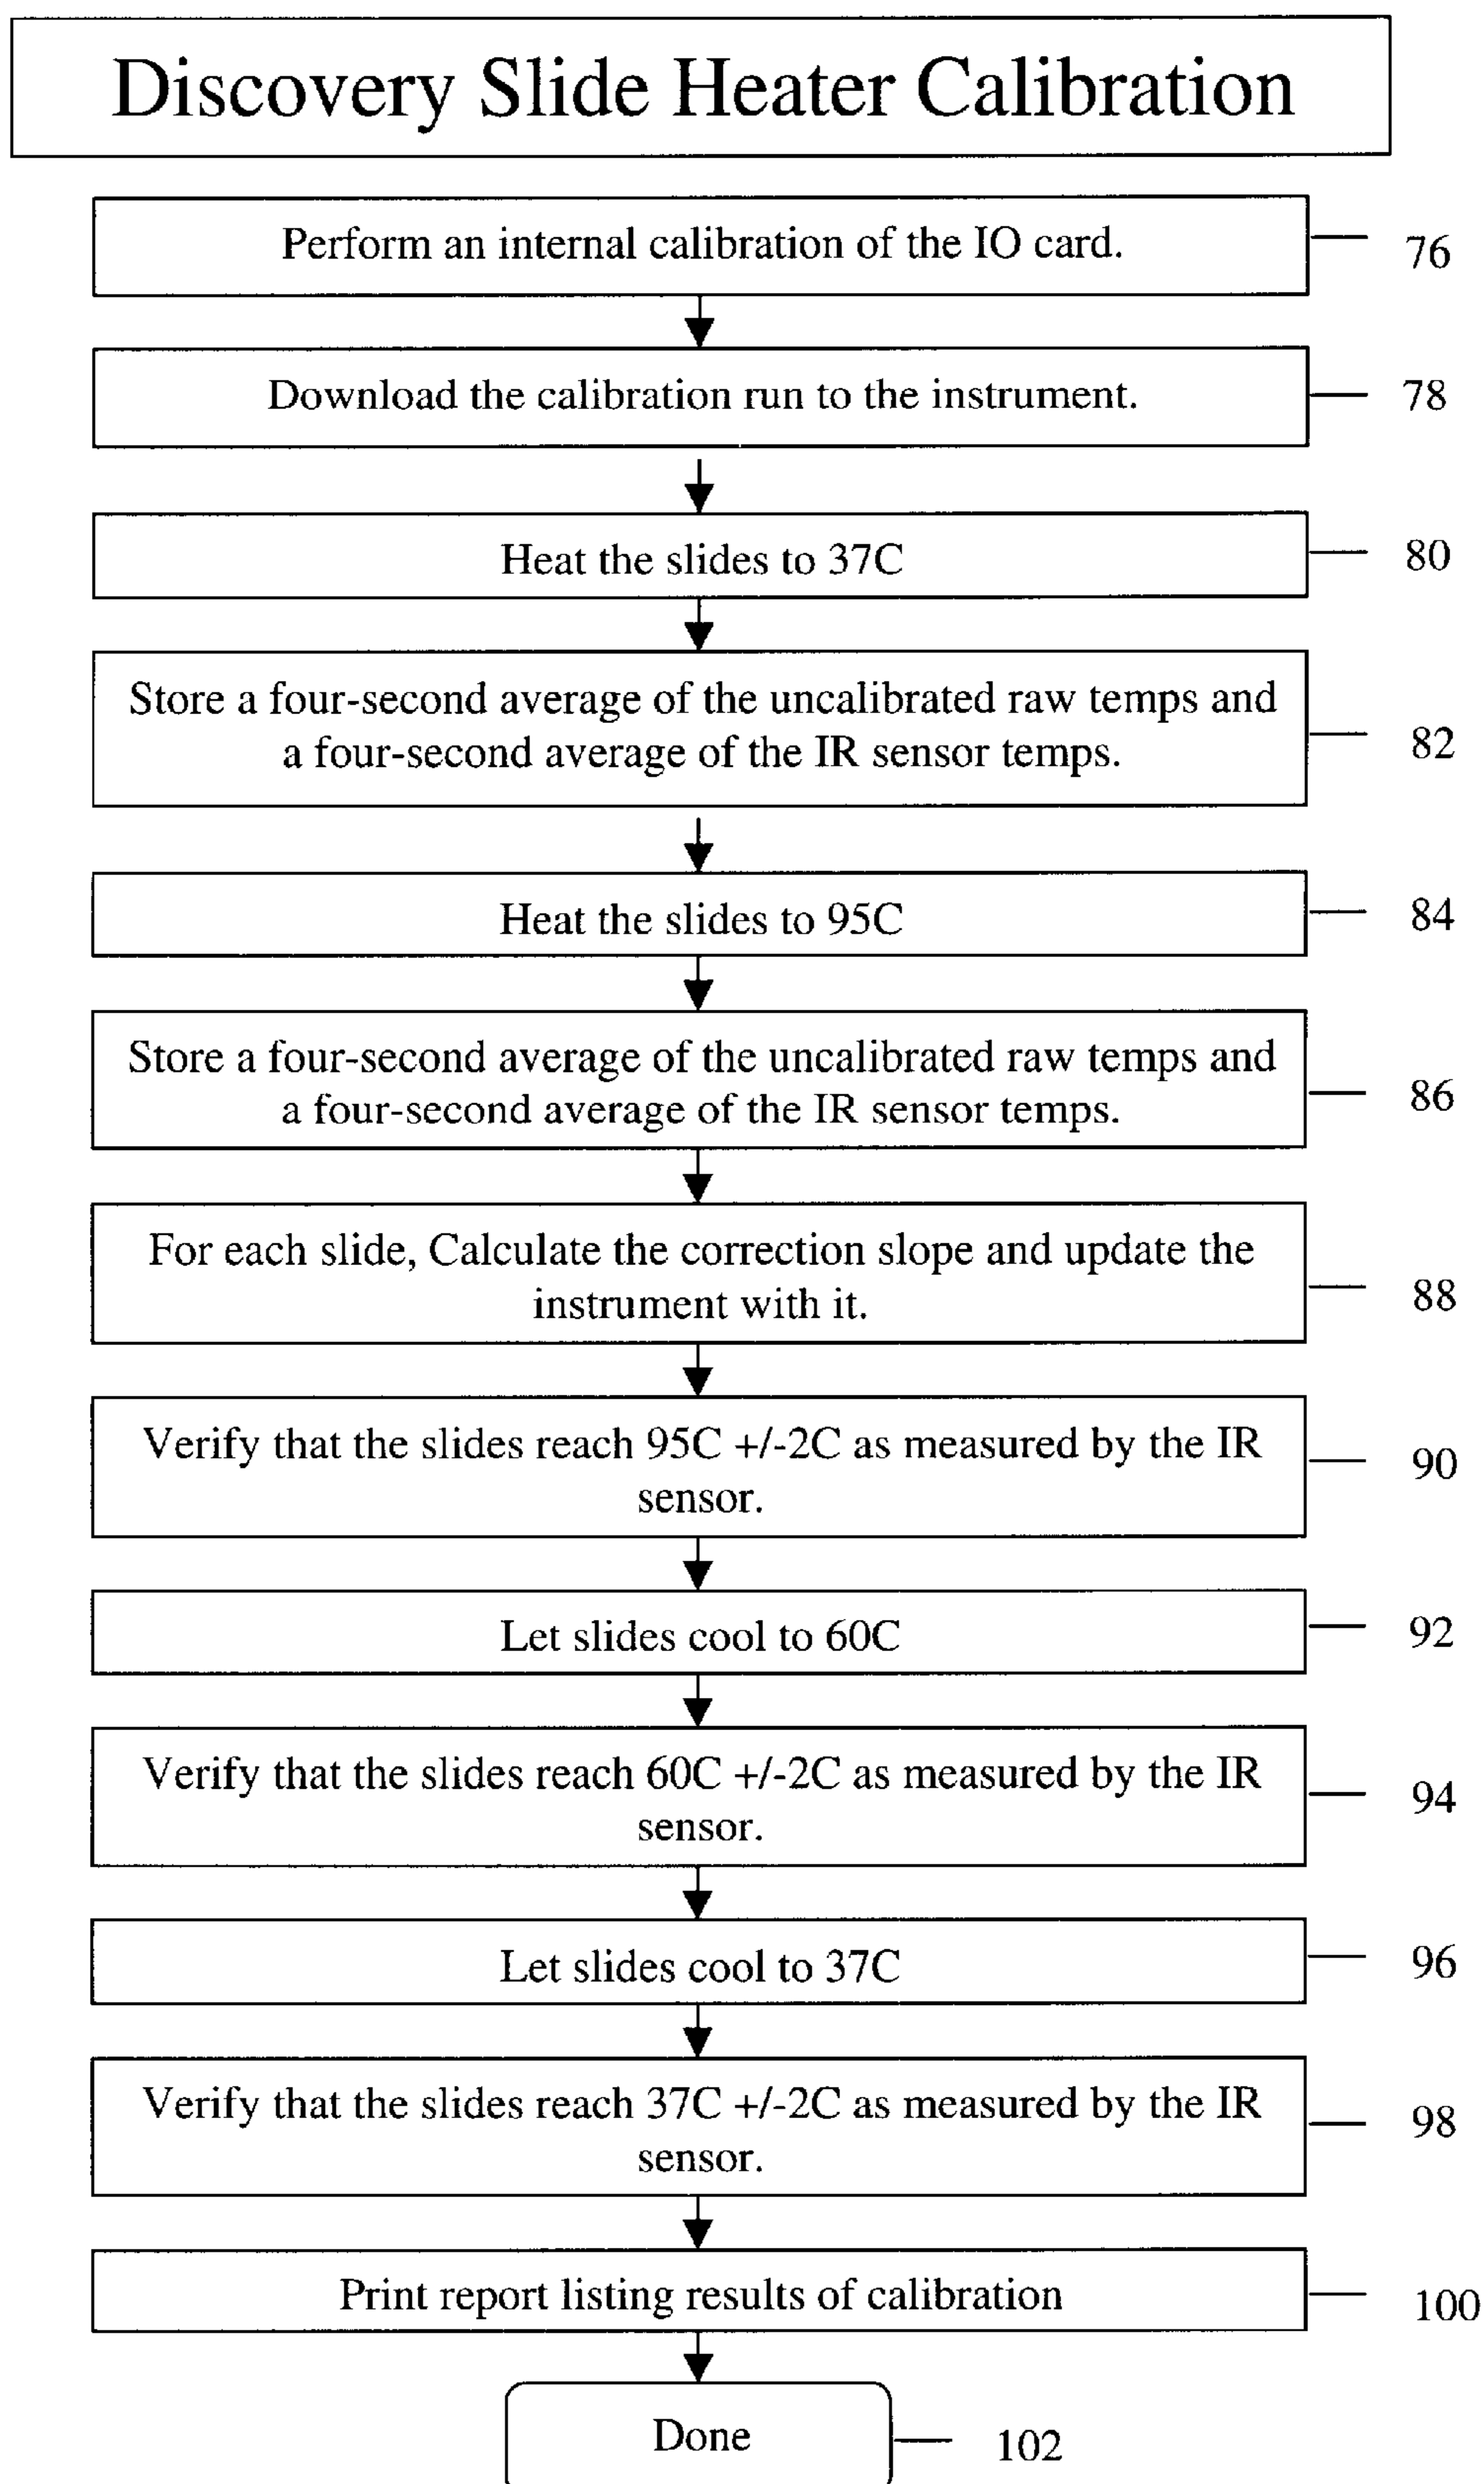 Discovery Slide Heater Calibration
Perform an internal calibration of the IO card.
76
Download the calibration run to the instrument.
78
Heat the slides to 37C
80
Store a four-second average of the uncalibrated raw temps and
a four-second average of the IR sensor temps.
82
Heat the slides to 95C
84
Store a four-second average of the uncalibrated raw temps and
a four-second average of the IR sensor temps.
86
For each slide, Calculate the correction slope and update the
instrument with it.
88
Verify that the slides reach 95C +/-2C as measured by the IR
sensor.
90
Let slides cool to 60C
92
Verify that the slides reach 60C +/-2C as measured by the IR
sensor.
94
Let slides cool to 37C
96
Verify that the slides reach 37C +/-2C as measured by the IR
sensor.
98
Print report listing results of calibration
100
Done
102